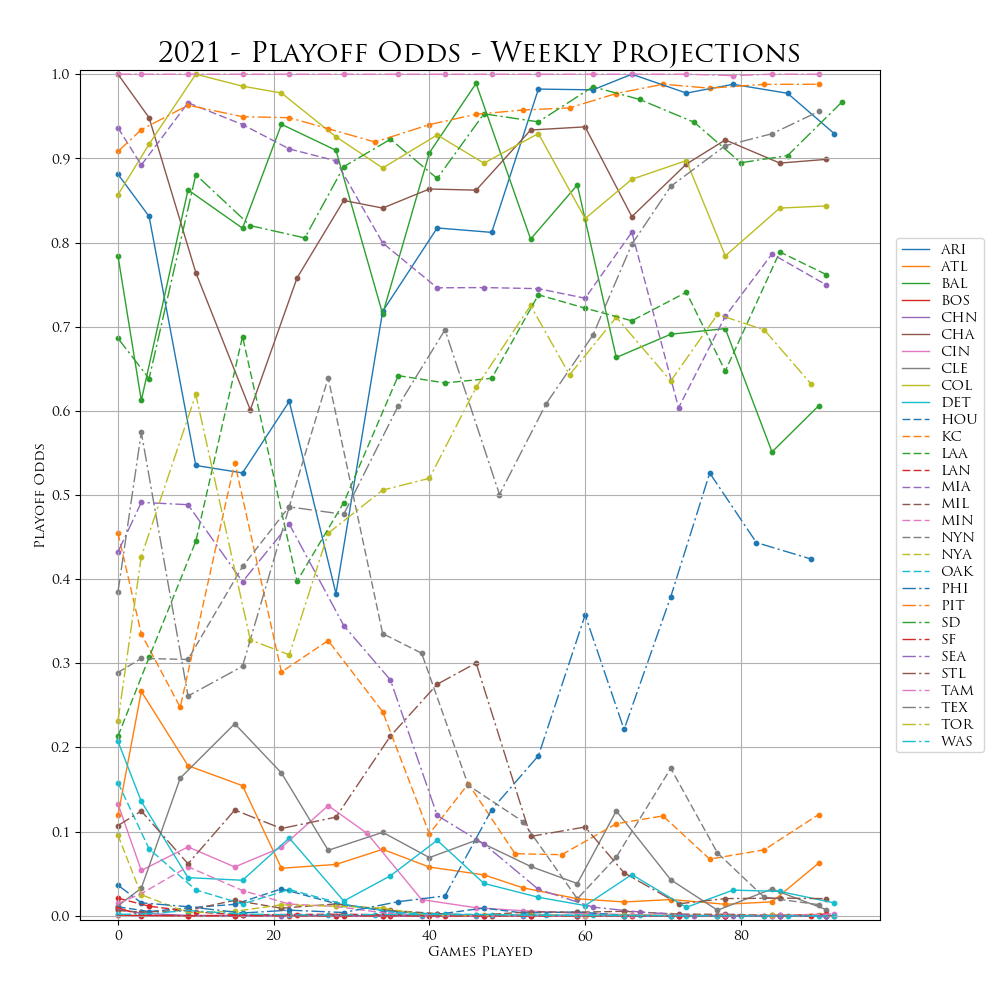 2021 - Playoff Odds - Weekly Projections
1.0
0.9
0.8
0.7
0.6
0.5
0.4
0.3
0.2
0.1
0.0
Playoff Odds
0 20 40 60 80
Games Played
ARI
ATL
BAL
BOS
CHN
CHA
CIN
CLE
COL
DET
HOU
KC
LAA
LAN
MIA
MIL
MIN
NYN
NYA
OAK
PHI
PIT
SD
SF
SEA
STL
TAM
TEX
TOR
WAS